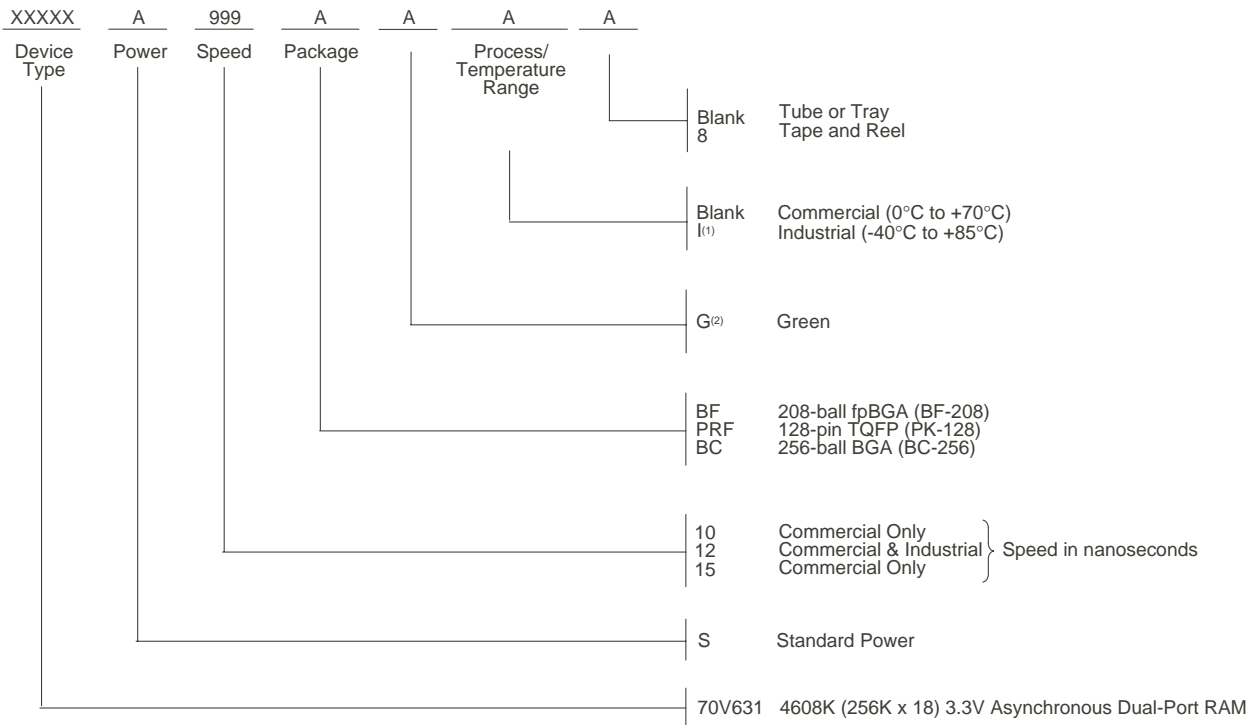 XXXXX A 999 A A A A
Device Type
Power
Speed
Package
Process/
Temperature
Range
Blank Tube or Tray
8 Tape and Reel
Blank Commercial (0°C to +70°C)
I(1) Industrial (-40°C to +85°C)
G(2) Green
BF 208-ball fpBGA (BF-208)
PRF 128-pin TQFP (PK-128)
BC 256-ball BGA (BC-256)
10 Commercial Only
12 Commercial & Industrial Speed in nanoseconds
15 Commercial Only
S Standard Power
70V631 4608K (256K x 18) 3.3V Asynchronous Dual-Port RAM